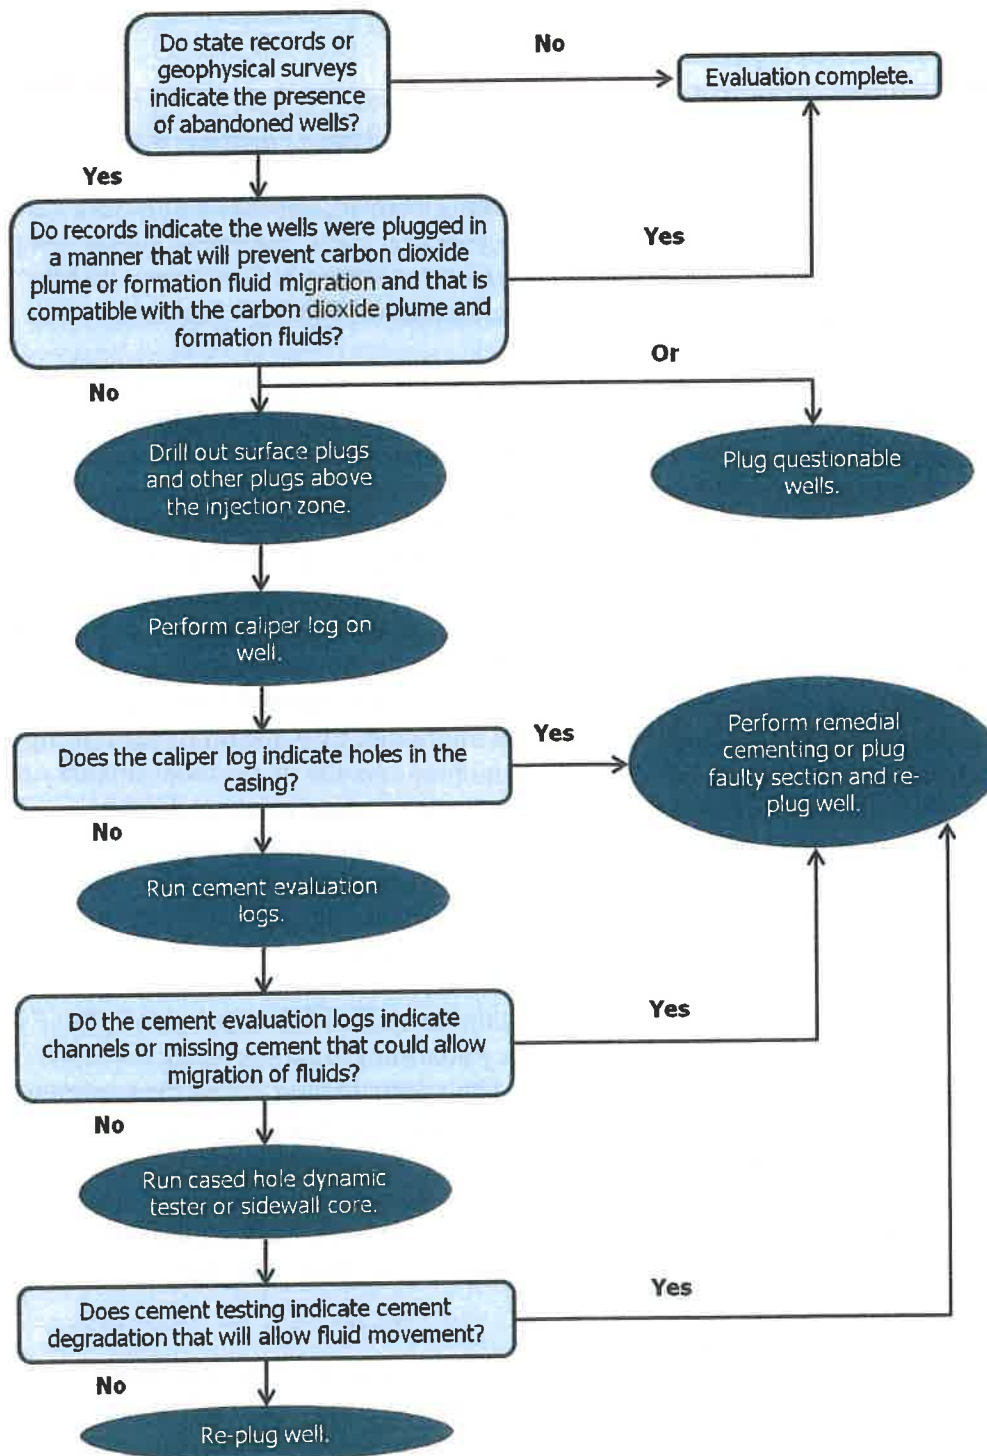 Do state records or
geophysical surveys
indicate the presence
of abandoned wells?
No
Evaluation complete.
Yes
Do records indicate the wells were plugged in
a manner that will prevent carbon dioxide
plume or formation fluid migration and that is
compatible with the carbon dioxide plume and
formation fluids?
Yes
Or
No
Drill out surface plugs
and other plugs above
the injection zone.
Plug questionable
wells.
Perform caliper log on
well.
Does the caliper log indicate holes in the
casing?
Yes
Perform remedial
cementing or plug
faulty section and re-
plug well.
No
Run cement evaluation
logs.
Do the cement evaluation logs indicate
channels or missing cement that could allow
migration of fluids?
Yes
No
Run cased hole dynamic
tester or sidewall core.
Does cement testing indicate cement
degradation that will allow fluid movement?
Yes
No
Re-plug well.